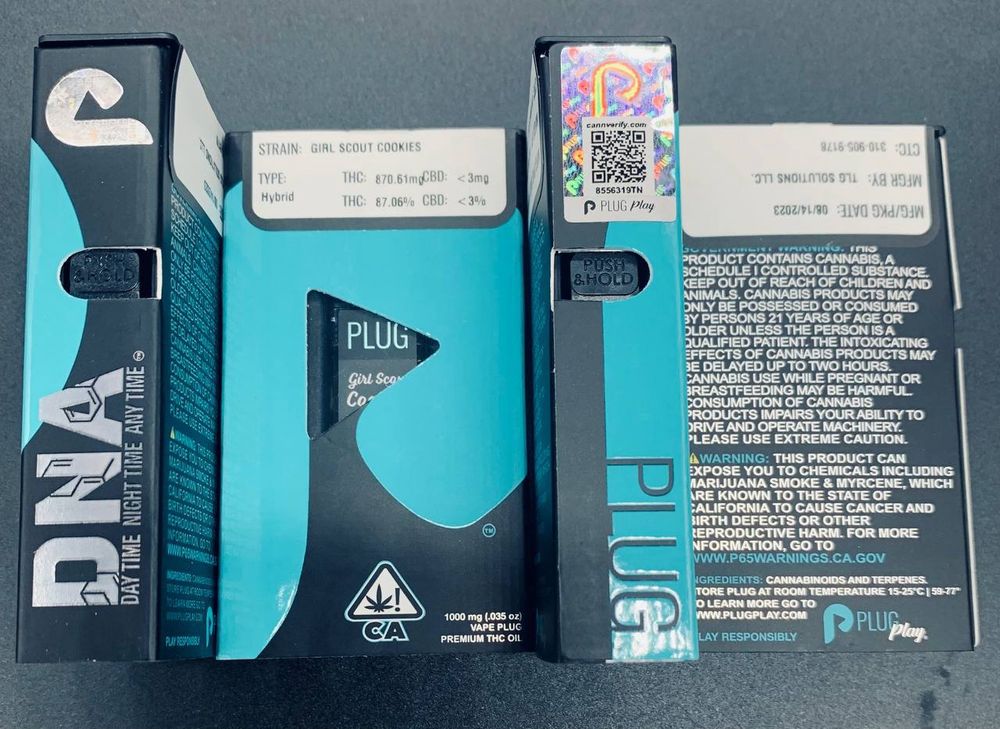 DNA
DAY TIME NIGHT TIME ANY TIME®
PUSH
&HOLD
STRAIN: GIRL SCOUT COOKIES
TYPE: THC: 870.61mg CBD: <3mg
Hybrid THC: 87.06% CBD: <3%
PLUG
Girl
™
CA
1000 mg (.035 oz)
VAPE PLUG
PREMIUM THC OIL
cannverify.com
8556319TN
PLUG Play
PUSH
&HOLD
PLUG
CTC: 310-905-9178
MFGR BY: TLG SOLUTIONS LLC.
MFG/PKG DATE: 08/14/2023
GOVERNMENT WARNING: THIS
PRODUCT CONTAINS CANNABIS, A
SCHEDULE I CONTROLLED SUBSTANCE.
KEEP OUT OF REACH OF CHILDREN AND
ANIMALS. CANNABIS PRODUCTS MAY
ONLY BE POSSESSED OR CONSUMED
BY PERSONS 21 YEARS OF AGE OR
OLDER UNLESS THE PERSON IS A
QUALIFIED PATIENT. THE INTOXICATING
EFFECTS OF CANNABIS PRODUCTS MAY
BE DELAYED UP TO TWO HOURS.
CANNABIS USE WHILE PREGNANT OR
BREASTFEEDING MAY BE HARMFUL.
CONSUMPTION OF CANNABIS
PRODUCTS IMPAIRS YOUR ABILITY TO
DRIVE AND OPERATE MACHINERY.
PLEASE USE EXTREME CAUTION.
WARNING: THIS PRODUCT CAN
EXPOSE YOU TO CHEMICALS INCLUDING
MARIJUANA SMOKE & MYRCENE, WHICH
ARE KNOWN TO THE STATE OF
CALIFORNIA TO CAUSE CANCER AND
BIRTH DEFECTS OR OTHER
REPRODUCTIVE HARM. FOR MORE
INFORMATION, GO TO
WWW.P65WARNINGS.CA.GOV
INGREDIENTS: CANNABINOIDS AND TERPENES.
STORE PLUG AT ROOM TEMPERATURE 15-25°C | 59-77°
TO LEARN MORE GO TO
WWW.PLUGPLAY.COM
PLAY RESPONSIBLY
PLUG Play